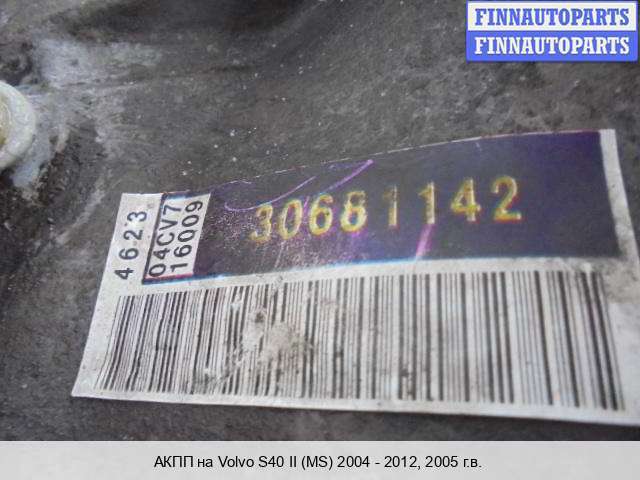 FINNAUTOPARTS
FINNAUTOPARTS
4623
04CV7
16009
30681142
АКПП на Volvo S40 II (MS) 2004 - 2012, 2005 г.в.